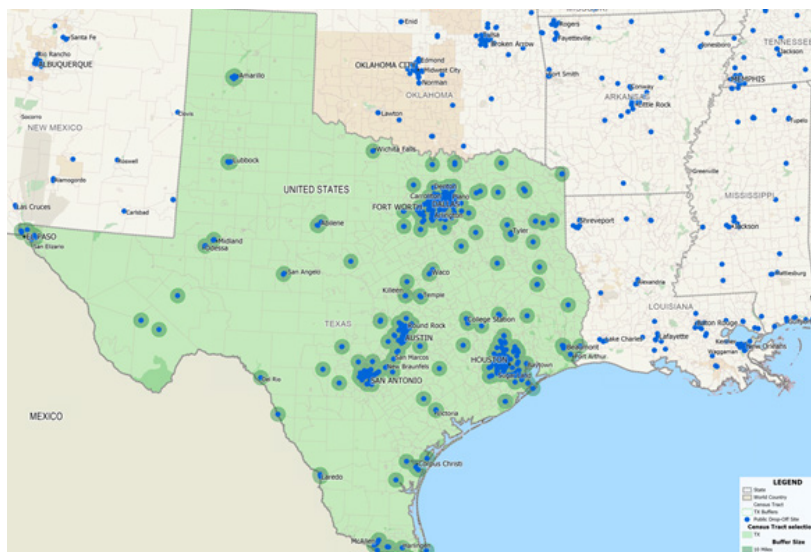 Santa Fe
Rio Rancho
ALBUQUERQUE
Socorro
NEW MEXICO
Roswell
Alamogordo
Las Cruces
Carlsbad
EL PASO
San Elizario
Amarillo
Lubbock
Enid
Broken Arrow
Edmond
OKLAHOMA CITY
Midwest City
Norman
OKLAHOMA
Lawton
Wichita Falls
Rogers
Fayetteville
Fort Smith
Conway
ARKANSAS
Little Rock
Jonesboro
TENNESSEE
Jackson
MEMPHIS
Tupelo
Greenville
MISSISSIPPI
Jackson
Hattiesburg
UNITED STATES
Denton
FORT WORTH
DALLAS
Abilene
Midland
Odessa
Tyler
Shreveport
San Angelo
Waco
Killeen
Temple
Alexandria
LOUISIANA
TEXAS
Round Rock
AUSTIN
College Station
San Marcos
New Braunfels
SAN ANTONIO
HOUSTON
Baytown
Beaumont
Port Arthur
Lake Charles
Lafayette
Baton Rouge
Kenner
New Orleans
Waggaman
Del Rio
Victoria
MEXICO
Laredo
Corpus Christi
McAllen
Harlingen
LEGEND
State
World Country
Census Tract
TX Buffers
Public Drop-Off Site
Census Tract selection
TX
Buffer Size
10 Miles